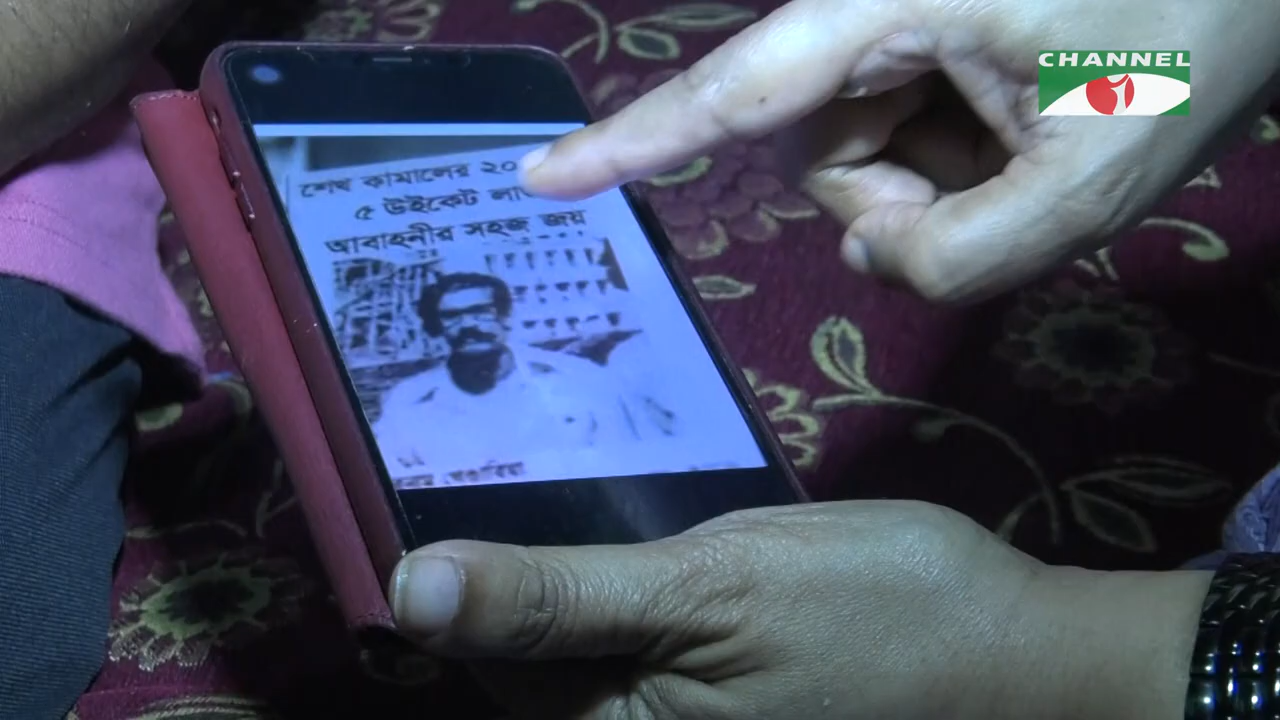 CHANNEL
শেখ কামালের ২০
৫ উইকেট লাভ
আবাহনীর সহজ জয়